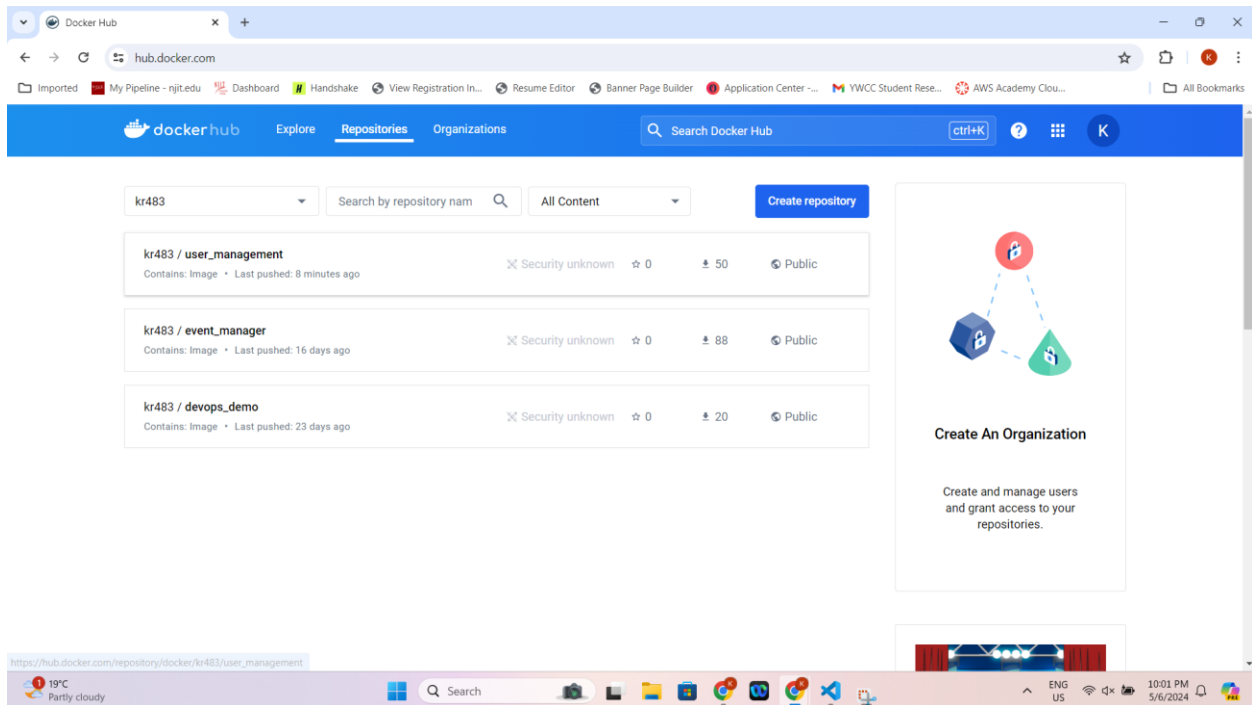 Docker Hub
hub.docker.com
K
Imported My Pipeline - njit.edu Dashboard Handshake View Registration In... Resume Editor Banner Page Builder Application Center -... YWCC Student Rese... AWS Academy Clou... All Bookmarks
dockerhub Explore Repositories Organizations Search Docker Hub ctrl+K ? K
kr483 Search by repository nam All Content Create repository
kr483 / user_management
Contains: Image • Last pushed: 8 minutes ago
Security unknown 0 50 Public
kr483 / event_manager
Contains: Image • Last pushed: 16 days ago
Security unknown 0 88 Public
kr483 / devops_demo
Contains: Image • Last pushed: 23 days ago
Security unknown 0 20 Public
Create An Organization
Create and manage users
and grant access to your
repositories.
https://hub.docker.com/repository/docker/kr483/user_management
1 19°C
Partly cloudy
Search
ENG
US
10:01 PM
5/6/2024